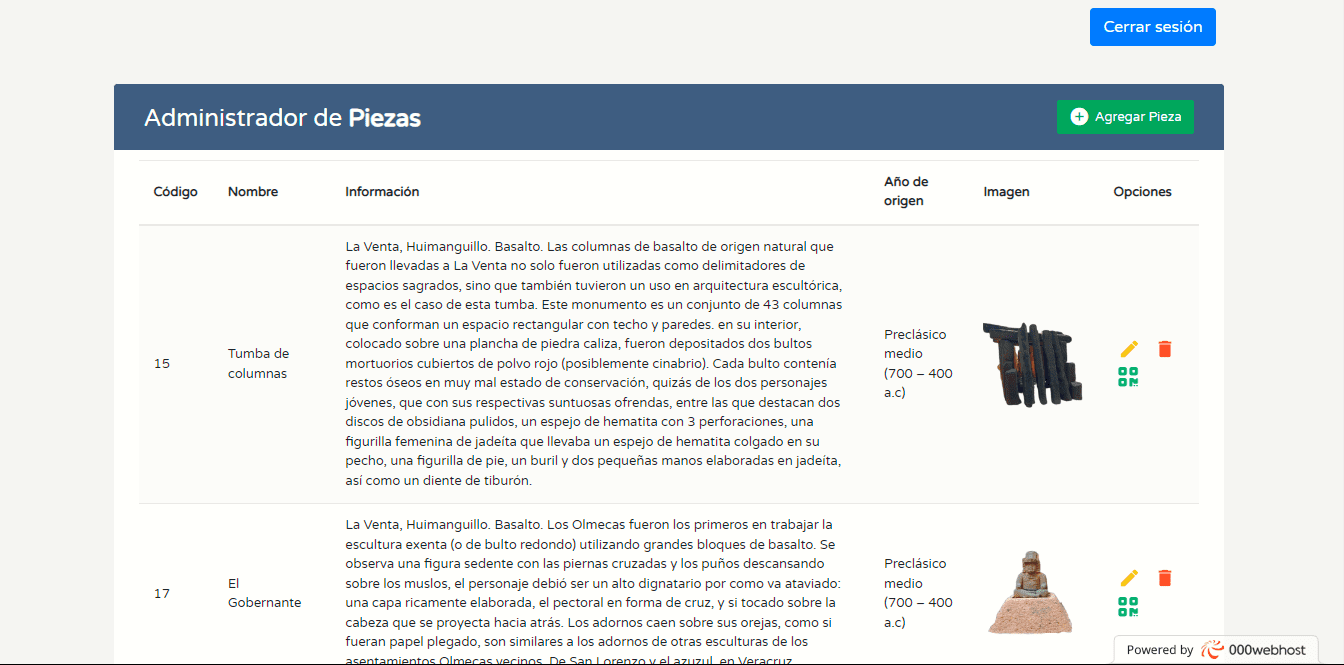 Cerrar sesión
Administrador de Piezas
Agregar Pieza
Código Nombre Información Año de origen Imagen Opciones
15
Tumba de
columnas
La Venta, Huimanguillo. Basalto. Las columnas de basalto de origen natural que
fueron llevadas a La Venta no solo fueron utilizadas como delimitadores de
espacios sagrados, sino que también tuvieron un uso en arquitectura escultórica,
como es el caso de esta tumba. Este monumento es un conjunto de 43 columnas
que conforman un espacio rectangular con techo y paredes. en su interior,
colocado sobre una plancha de piedra caliza, fueron depositados dos bultos
mortuorios cubiertos de polvo rojo (posiblemente cinabrio). Cada bulto contenía
restos óseos en muy mal estado de conservación, quizás de los dos personajes
jóvenes, que con sus respectivas suntuosas ofrendas, entre las que destacan dos
discos de obsidiana pulidos, un espejo de hematita con 3 perforaciones, una
figurilla femenina de jadeíta que llevaba un espejo de hematita colgado en su
pecho, una figurilla de pie, un buril y dos pequeñas manos elaboradas en jadeíta,
así como un diente de tiburón.
Preclásico
medio
(700 – 400
a.c)
17
El
Gobernante
La Venta, Huimanguillo. Basalto. Los Olmecas fueron los primeros en trabajar la
escultura exenta (o de bulto redondo) utilizando grandes bloques de basalto. Se
observa una figura sedente con las piernas cruzadas y los puños descansando
sobre los muslos, el personaje debió ser un alto dignatario por como va ataviado:
una capa ricamente elaborada, el pectoral en forma de cruz, y si tocado sobre la
cabeza que se proyecta hacia atrás. Los adornos caen sobre sus orejas, como si
fueran papel plegado, son similares a los adornos de otras esculturas de los
asentamientos Olmecas vecinos. De San Lorenzo y el azuzul, en Veracruz
Preclásico
medio
(700 – 400
a.c)
Powered by 000webhost